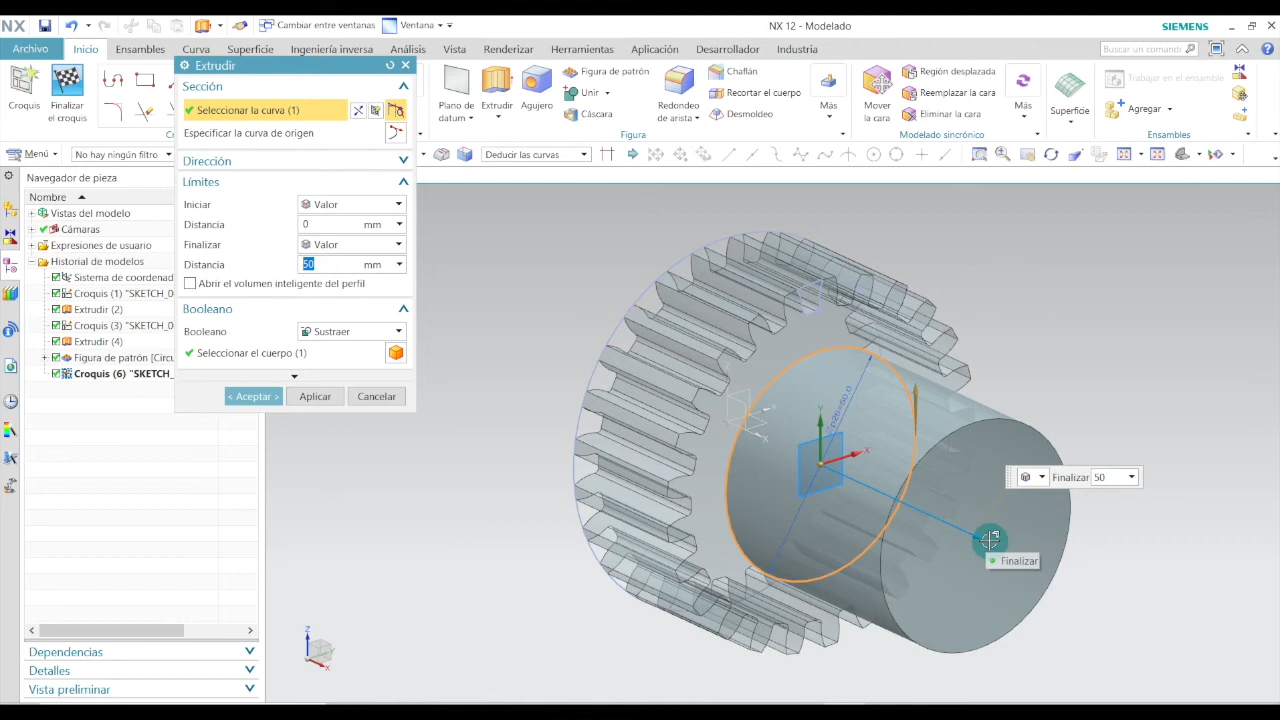 NX
Cambiar entre ventanas
Ventana
NX 12 - Modelado
SIEMENS
Archivo
Inicio
Ensambles
Curva
Superficie
Ingeniería inversa
Análisis
Vista
Renderizar
Herramientas
Aplicación
Desarrollador
Industria
Buscar un comando
Croquis
Finalizar
el croquis
Plano de
datum
Extrudir
Agujero
Figura de patrón
Unir
Cáscara
Redondeo
de arista
Chaflán
Recortar el cuerpo
Desmoldeo
Más
Figura
Mover
la cara
Región desplazada
Reemplazar la cara
Eliminar la cara
Más
Modelado sincrónico
Superficie
Trabajar en el ensamble
Agregar
Ensambles
Menú
No hay ningún filtro
Deducir las curvas
Navegador de pieza
Nombre
Vistas del modelo
Cámaras
Expresiones de usuario
Historial de modelos
Sistema de coordenad
Croquis (1) "SKETCH_0
Extrudir (2)
Croquis (3) "SKETCH_0
Extrudir (4)
Figura de patrón [Circu
Croquis (6) "SKETCH_
Dependencias
Detalles
Vista preliminar
Extrudir
Sección
Seleccionar la curva (1)
Especificar la curva de origen
Dirección
Límites
Iniciar
Valor
Distancia
0 mm
Finalizar
Valor
Distancia
50 mm
Abrir el volumen inteligente del perfil
Booleano
Booleano
Sustraer
Seleccionar el cuerpo (1)
< Aceptar >
Aplicar
Cancelar
Y
X
Y
X
Finalizar 50
Finalizar
Z
X